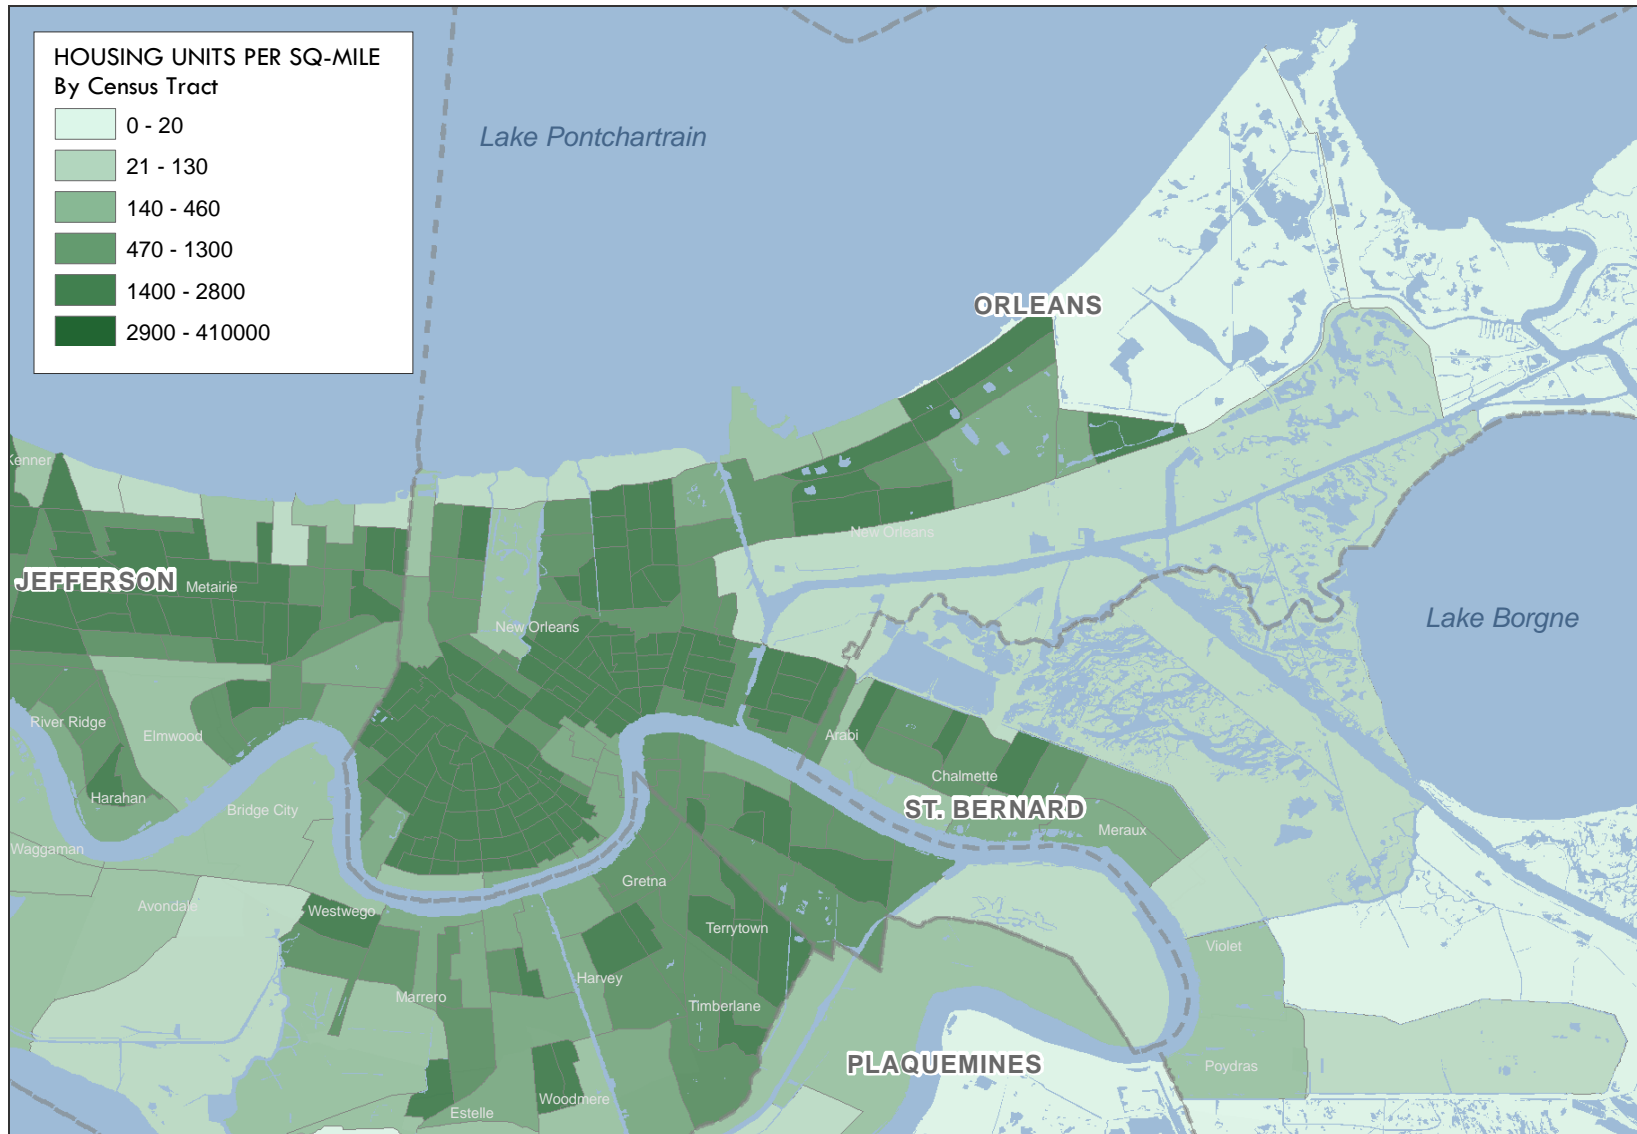 HOUSING UNITS PER SQ-MILE
By Census Tract
0 - 20
21 - 130
140 - 460
470 - 1300
1400 - 2800
2900 - 410000
Lake Pontchartrain
ORLEANS
Kenner
New Orleans
JEFFERSON
Metairie
New Orleans
Lake Borgne
River Ridge
Elmwood
Arabi
Chalmette
Harahan
Bridge City
ST. BERNARD
Meraux
Waggaman
Gretna
Avondale
Westwego
Terrytown
Violet
Harvey
Marrero
Timberlane
PLAQUEMINES
Poydras
Woodmere
Estelle